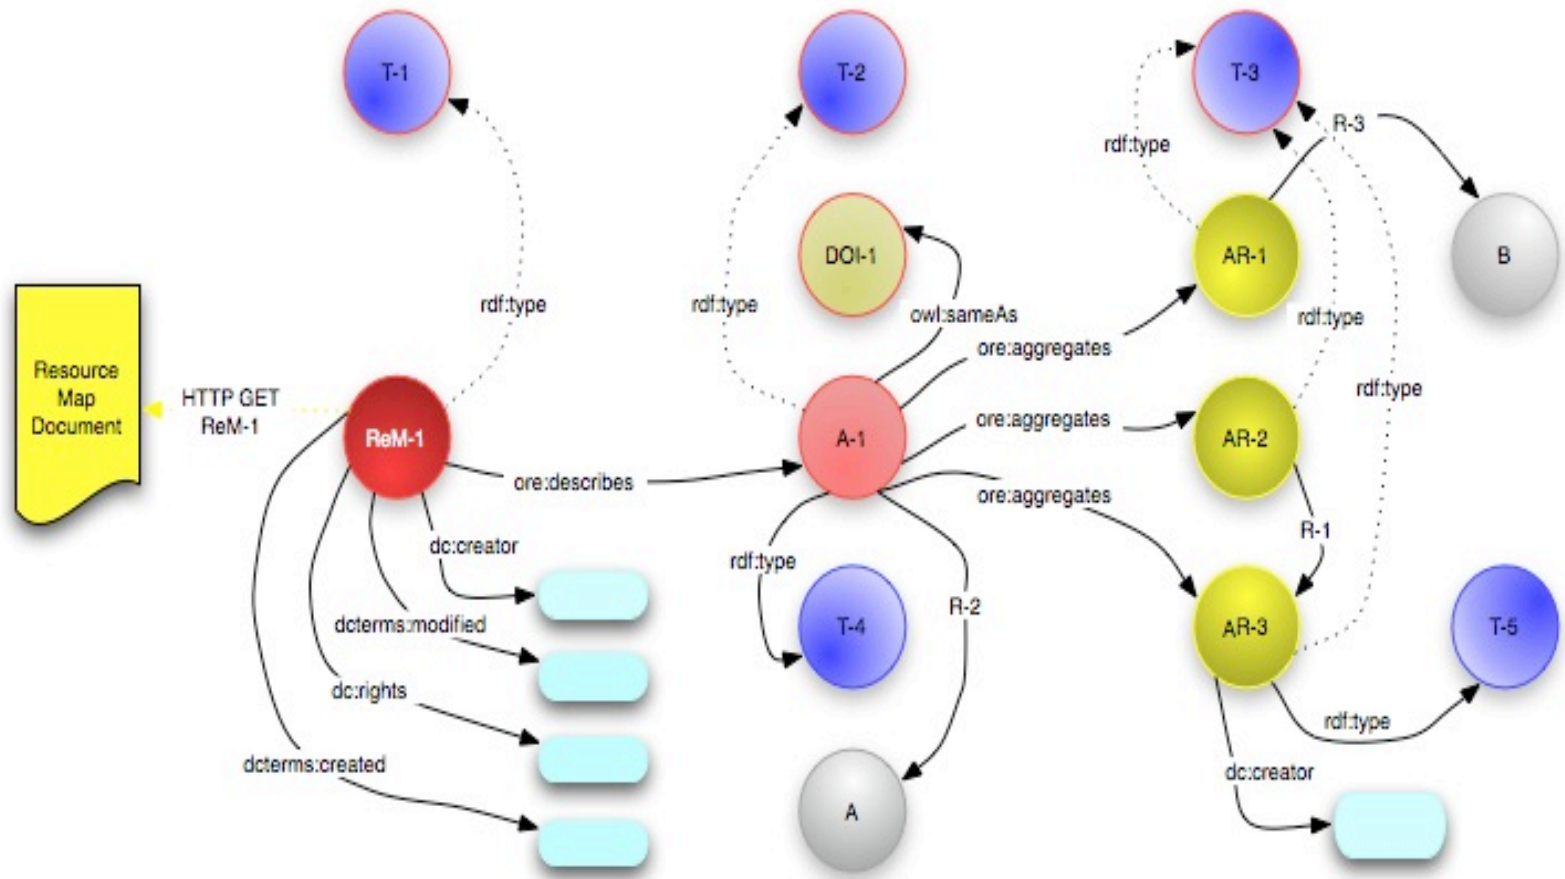 T-1
T-2
T-3
R-3
rdf:type
DOI-1
AR-1
B
rdf:type
rdf:type
owl:sameAs
rdf:type
ore:aggregates
Resource
Map
Document
HTTP GET
ReM-1
ReM-1
A-1
ore:aggregates
AR-2
rdf:type
ore:describes
ore:aggregates
R-1
dc:creator
rdf:type
R-2
dcterms:modified
T-4
AR-3
T-5
dc:rights
rdf:type
dcterms:created
dc:creator
A